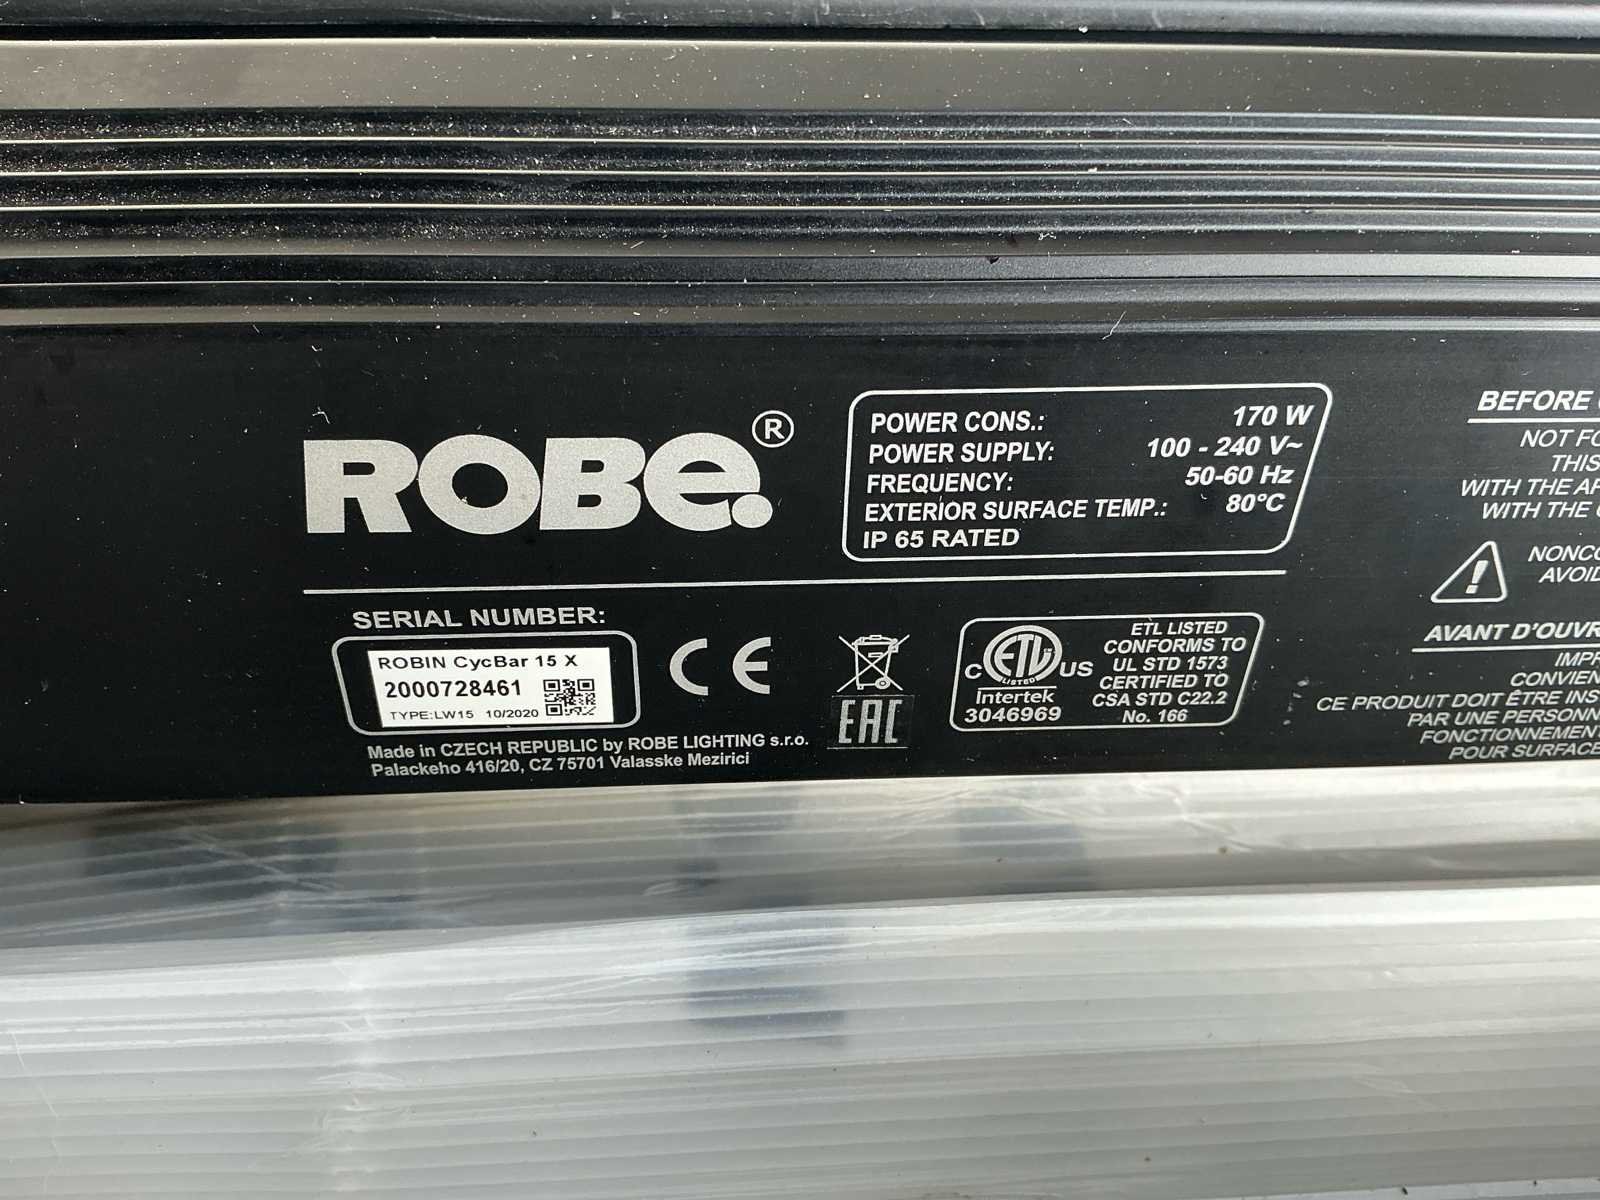 ROBE®
POWER CONS.: 170 W
POWER SUPPLY: 100 - 240 V~
FREQUENCY: 50-60 Hz
EXTERIOR SURFACE TEMP.: 80°C
IP 65 RATED
SERIAL NUMBER:
ROBIN CycBar 15 X
2000728461
TYPE:LW15 10/2020
Made in CZECH REPUBLIC by ROBE LIGHTING s.r.o.
Palackeho 416/20, CZ 75701 Valasske Mezirici
CE
EAC
C ETL US
LISTED
Intertek
3046969
ETL LISTED
CONFORMS TO
UL STD 1573
CERTIFIED TO
CSA STD C22.2
No. 166
BEFORE
NOT
THIS
WITH THE
WITH THE
AVANT D'OUVR
IMPR
CONVIEN
CE PRODUIT DOIT ÊTRE INS
PAR UNE PERSONN
FONCTIONNEMENT
POUR SURFACE